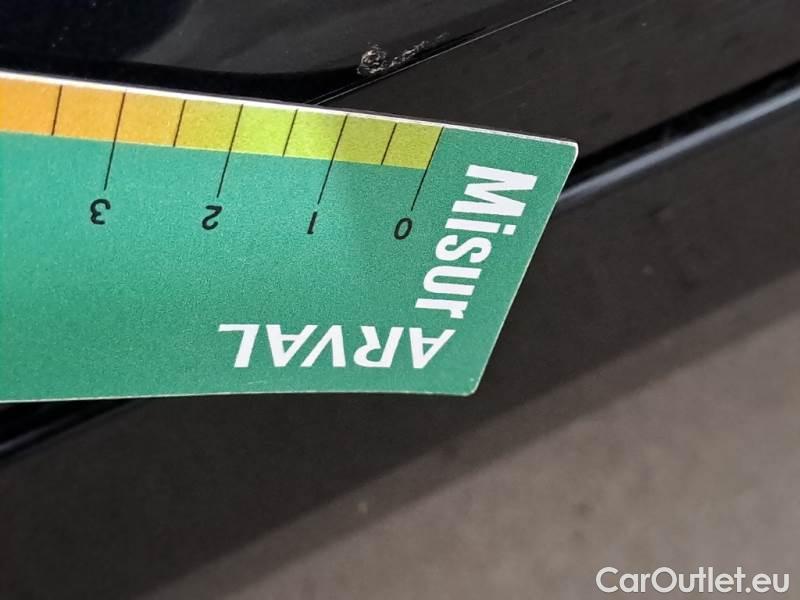 0 1 2 3
Misur
ARVAL
CarOutlet.eu